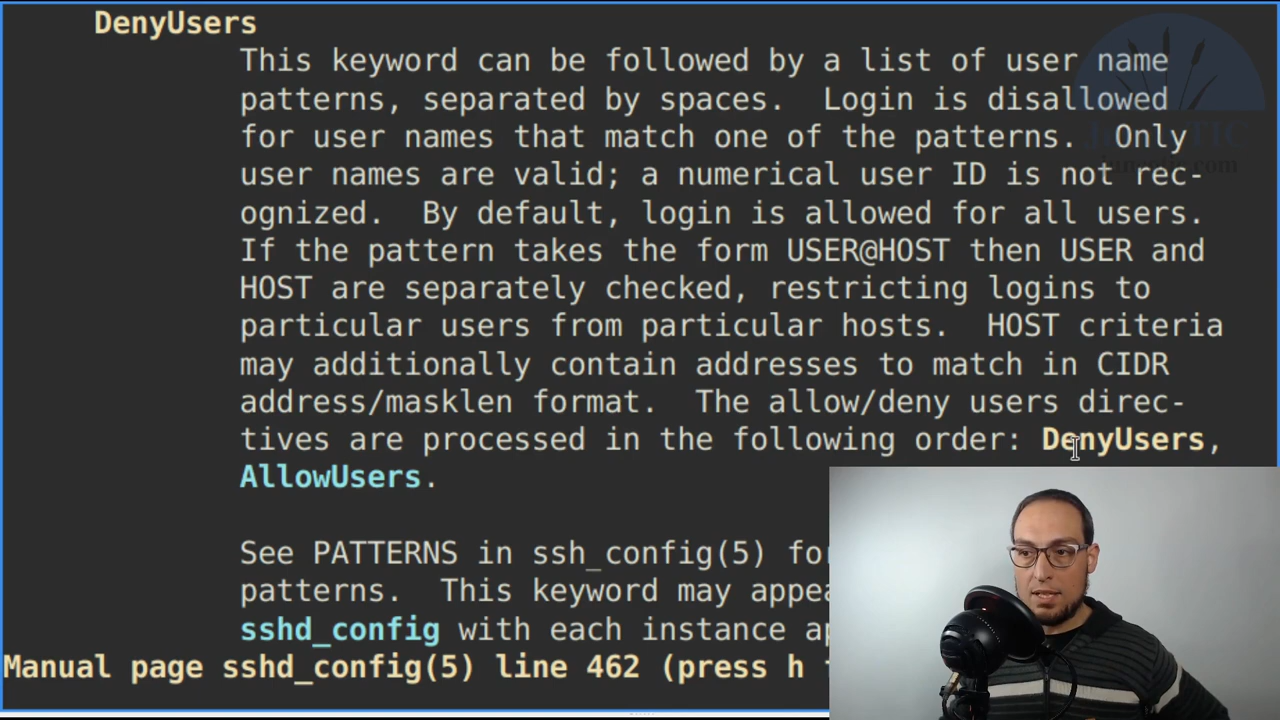 DenyUsers
This keyword can be followed by a list of user name
patterns, separated by spaces.  Login is disallowed
for user names that match one of the patterns.  Only
user names are valid; a numerical user ID is not rec-
ognized.  By default, login is allowed for all users.
If the pattern takes the form USER@HOST then USER and
HOST are separately checked, restricting logins to
particular users from particular hosts.  HOST criteria
may additionally contain addresses to match in CIDR
address/masklen format.  The allow/deny users direc-
tives are processed in the following order: DenyUsers,
AllowUsers.
See PATTERNS in ssh_config(5) for
patterns.  This keyword may appea
sshd_config with each instance ap
Manual page sshd_config(5) line 462 (press h